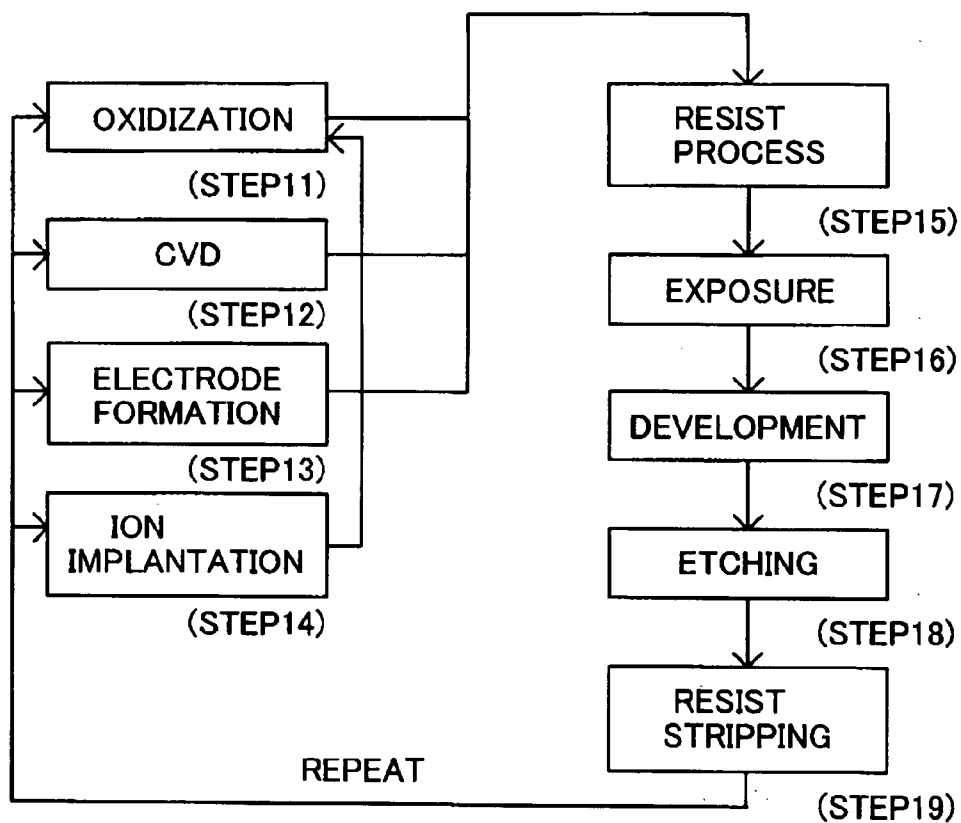 OXIDIZATION
(STEP11)
CVD
(STEP12)
ELECTRODE
FORMATION
(STEP13)
ION
IMPLANTATION
(STEP14)
RESIST
PROCESS
(STEP15)
EXPOSURE
(STEP16)
DEVELOPMENT
(STEP17)
ETCHING
(STEP18)
RESIST
STRIPPING
(STEP19)
REPEAT